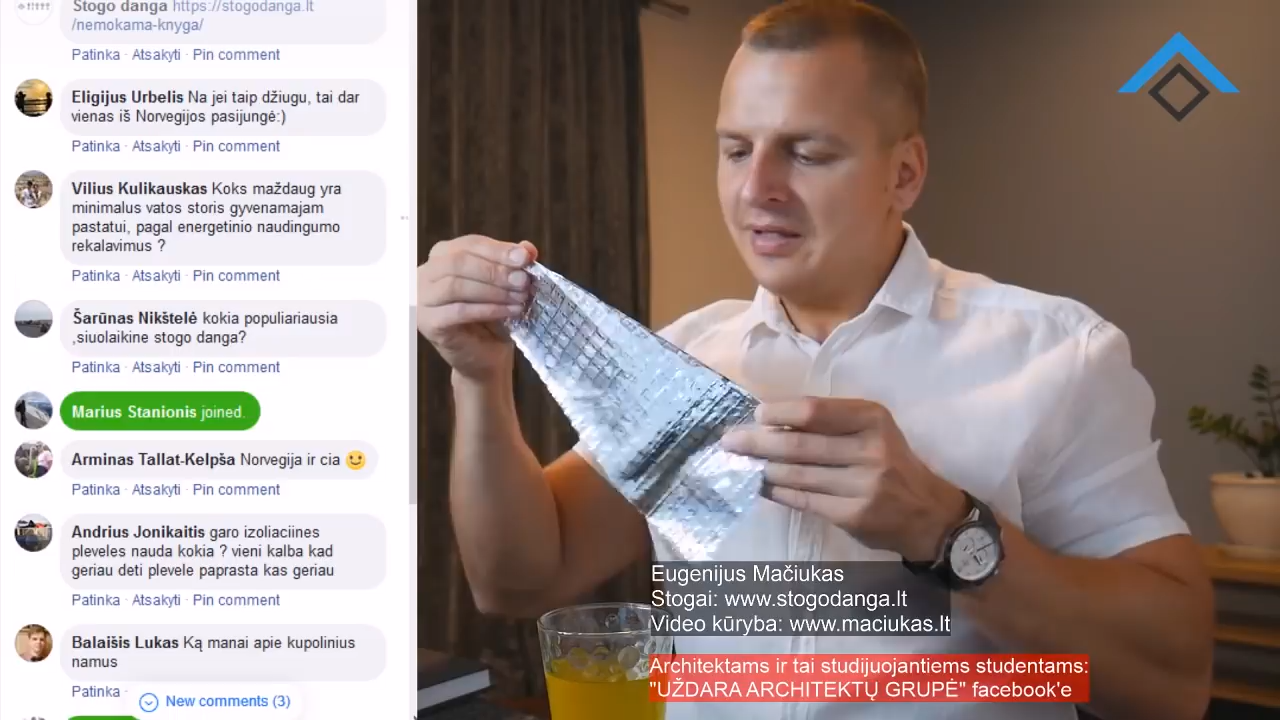 Stogo danga https://stogodanga.lt
/nemokama-knyga/
Patinka · Atsakyti · Pin comment
Eligijus Urbelis Na jei taip džiugu, tai dar
vienas iš Norvegijos pasijungė:)
Patinka · Atsakyti · Pin comment
Vilius Kulikauskas Koks maždaug yra
minimalus vatos storis gyvenamajam
pastatui, pagal energetinio naudingumo
rekalavimus ?
Patinka · Atsakyti · Pin comment
Šarūnas Nikštelė kokia populiariausia
,siuolaikine stogo danga?
Patinka · Atsakyti · Pin comment
Marius Stanionis joined.
Arminas Tallat-Kelpša Norvegija ir cia 🙂
Patinka · Atsakyti · Pin comment
Andrius Jonikaitis garo izoliaciines
pleveles nauda kokia ? vieni kalba kad
geriau deti plevele paprasta kas geriau
Patinka · Atsakyti · Pin comment
Balaišis Lukas Ką manai apie kupolinius
namus
Patinka ·
New comments (3)
Eugenijus Mačiukas
Stogai: www.stogodanga.lt
Video kūryba: www.maciukas.lt
Architektams ir tai studijuojantiems studentams:
"UŽDARA ARCHITEKTŲ GRUPĖ" facebook'e